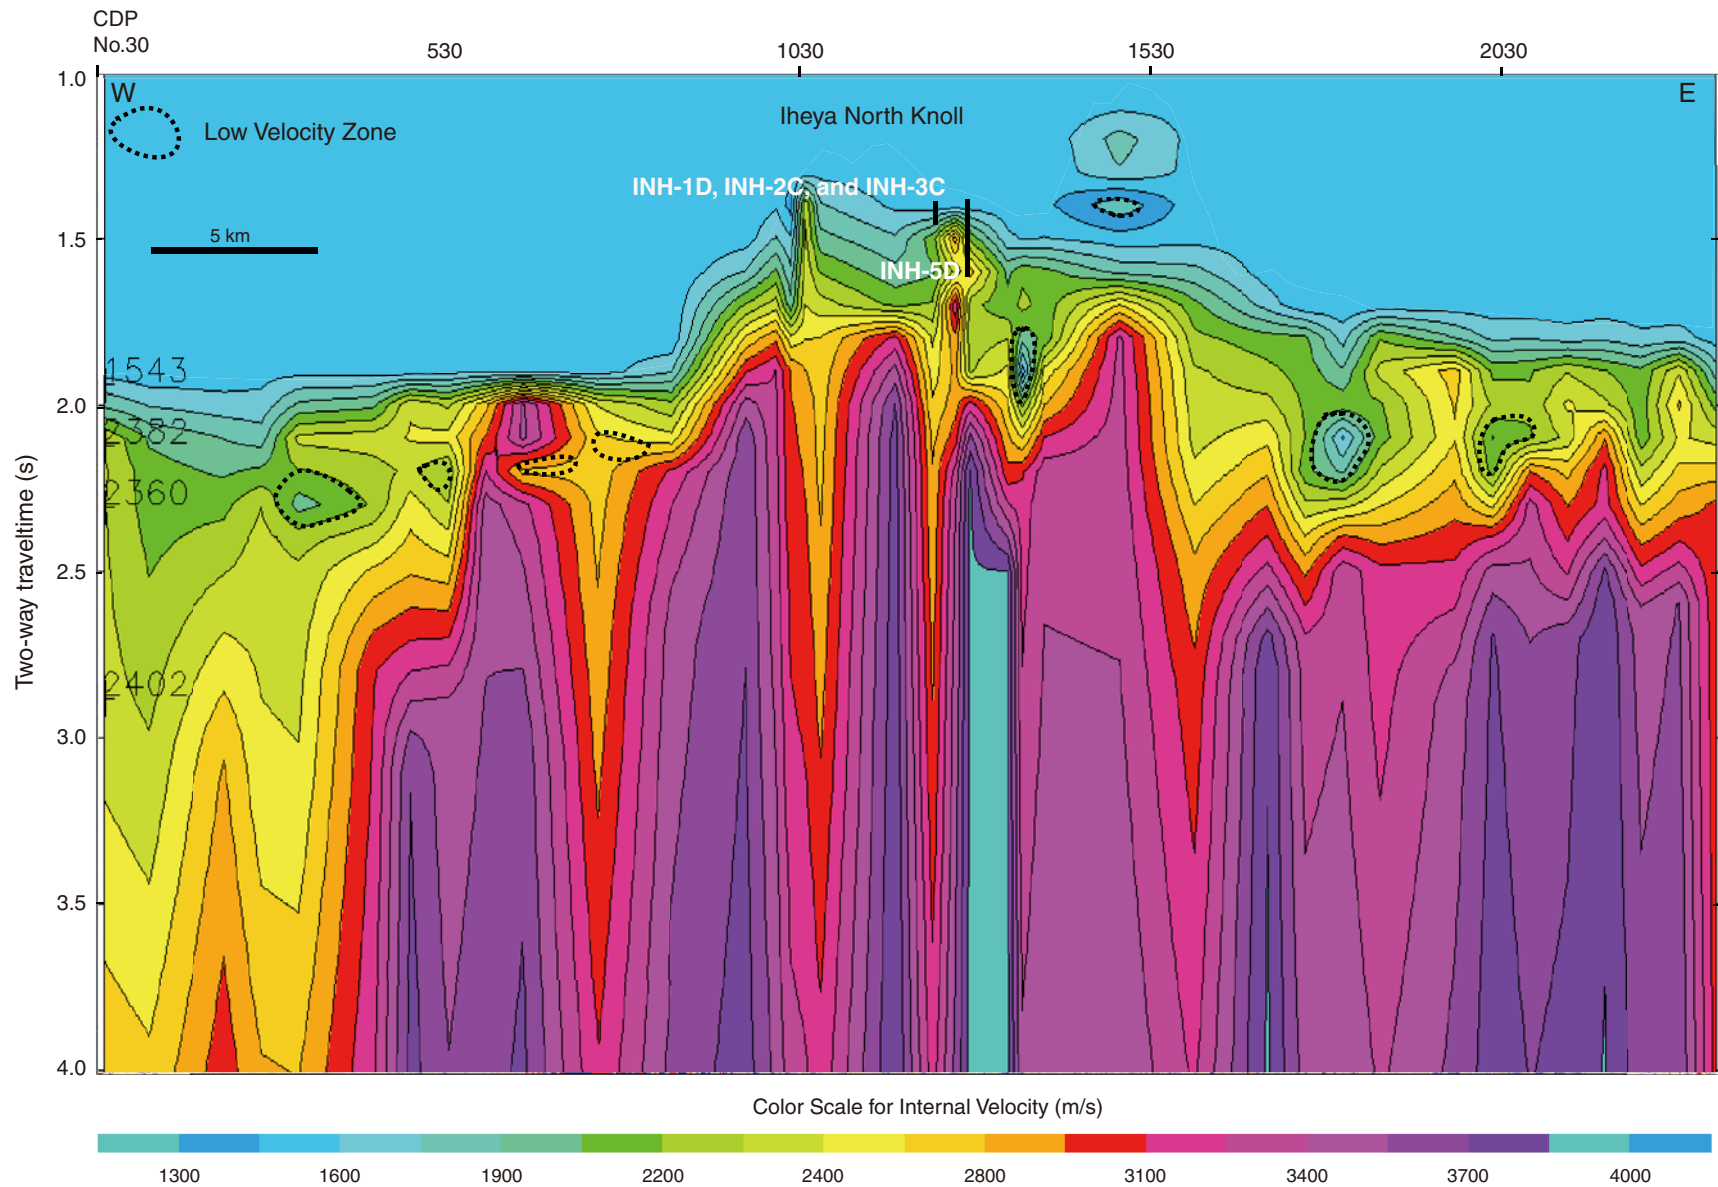 CDP
No.30
530
1030
1530
2030
1.0
W
E
Iheya North Knoll
Low Velocity Zone
INH-1D, INH-2C, and INH-3C
5 km
1.5
INH-5D
1543
2.0
2382
2360
Two-way traveltime (s)
2.5
2402
3.0
3.5
4.0
Color Scale for Internal Velocity (m/s)
1300 1600 1900 2200 2400 2800 3100 3400 3700 4000